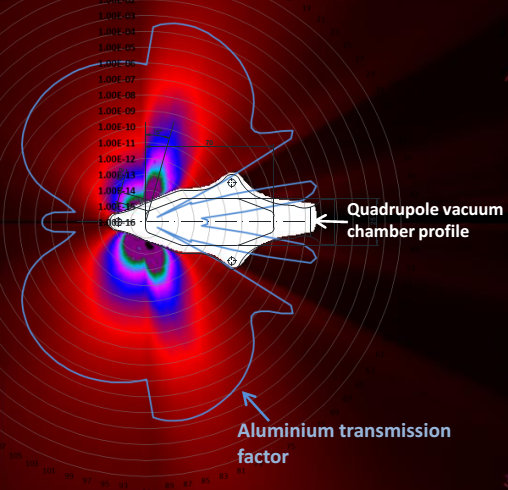 1.00E-04
1.00E-05
1.00E-06
1.00E-07
1.00E-08
1.00E-09
1.00E-10
1.00E-11
1.00E-12
1.00E-13
1.00E-14
1.00E-15
Quadrupole vacuum
chamber profile
Aluminium transmission
factor